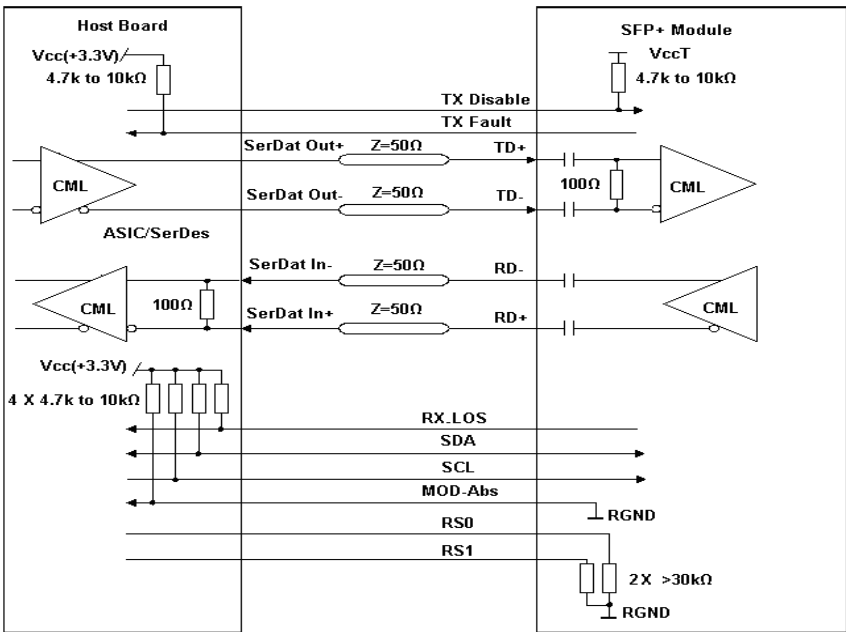 Host Board
SFP+ Module
Vcc(+3.3V)
VccT
4.7k to 10kΩ
4.7k to 10kΩ
TX Disable
TX Fault
SerDat Out+
Z=50Ω
TD+
CML
100Ω
CML
SerDat Out-
Z=50Ω
TD-
ASIC/SerDes
SerDat In-
Z=50Ω
RD-
CML
100Ω
CML
SerDat In+
Z=50Ω
RD+
Vcc(+3.3V)
4 X 4.7k to 10kΩ
RX_LOS
SDA
SCL
MOD-Abs
RGND
RS0
RS1
2X >30kΩ
RGND